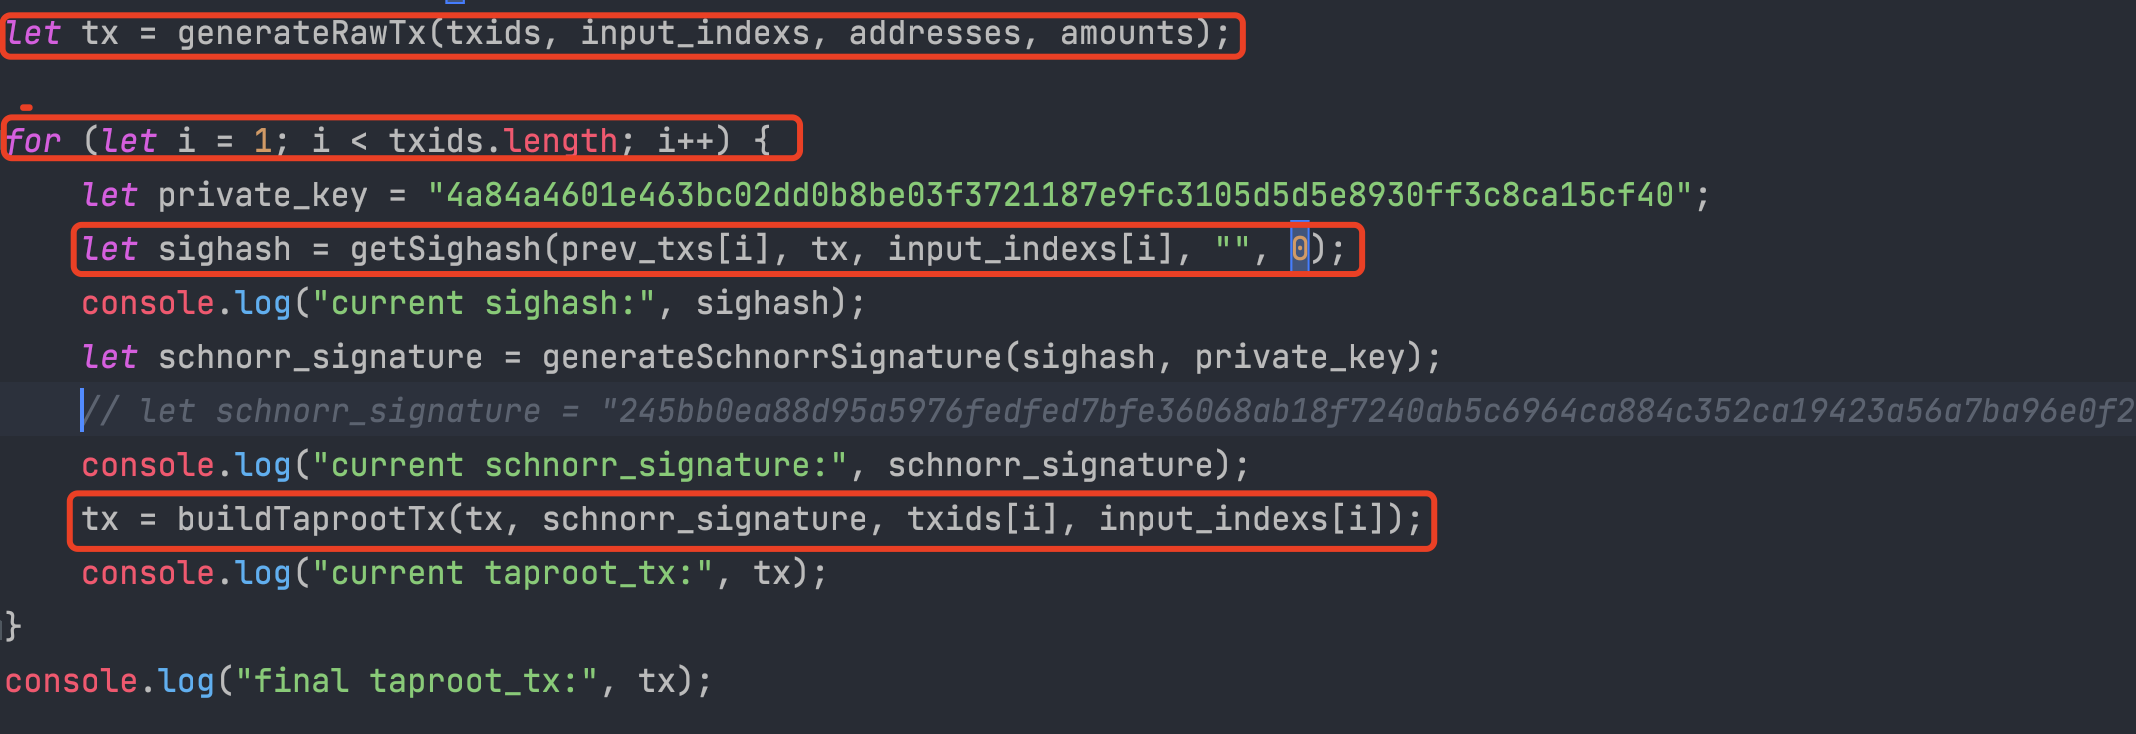 let tx = generateRawTx(txids, input_indexs, addresses, amounts);
for (let i = 1; i < txids.length; i++) {
let private_key = "4a84a4601e463bc02dd0b8be03f3721187e9fc3105d5d5e8930ff3c8ca15cf40";
let sighash = getSighash(prev_txs[i], tx, input_indexs[i], "", 0);
console.log("current sighash:", sighash);
let schnorr_signature = generateSchnorrSignature(sighash, private_key);
// let schnorr_signature = "245bb0ea88d95a5976fedfed7bfe36068ab18f7240ab5c6964ca884c352ca19423a56a7ba96e0f2
console.log("current schnorr_signature:", schnorr_signature);
tx = buildTaprootTx(tx, schnorr_signature, txids[i], input_indexs[i]);
console.log("current taproot_tx:", tx);
}
console.log("final taproot_tx:", tx);